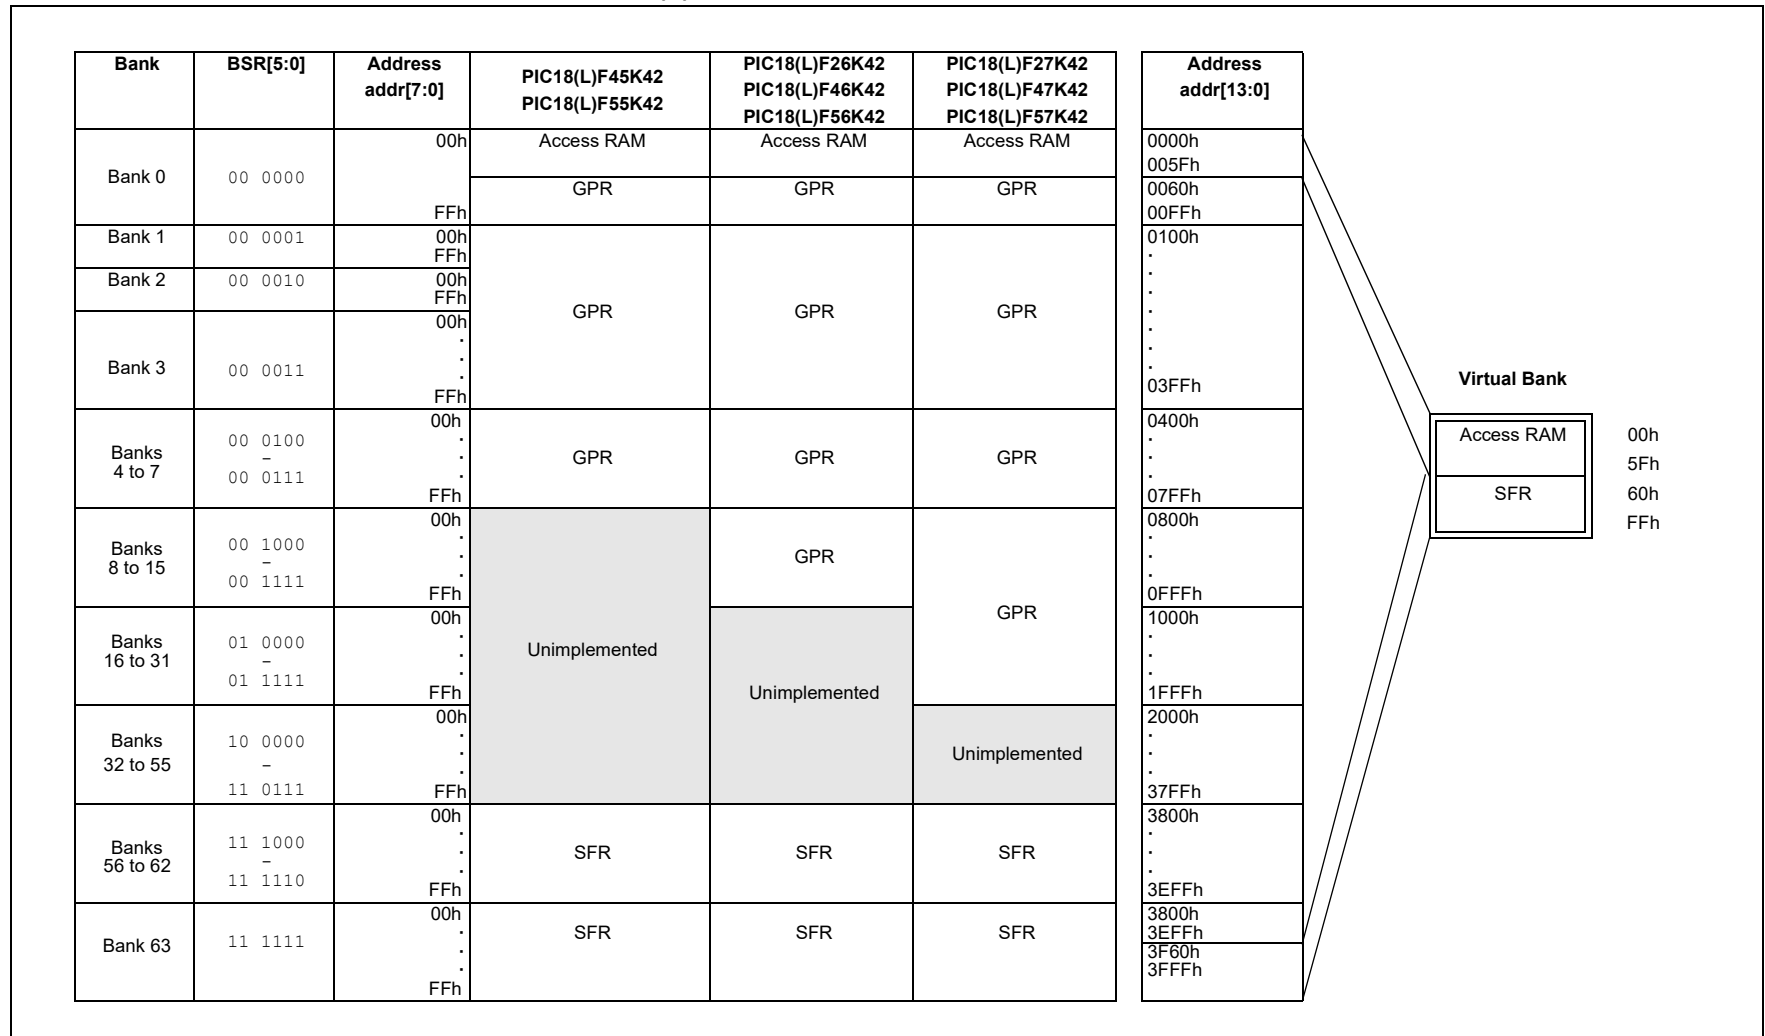 Bank BSR[5:0] Address addr[7:0] PIC18(L)F45K42 PIC18(L)F55K42 PIC18(L)F26K42 PIC18(L)F46K42 PIC18(L)F56K42 PIC18(L)F27K42 PIC18(L)F47K42 PIC18(L)F57K42 Address addr[13:0]
Bank 0 00 0000 00h Access RAM Access RAM Access RAM 0000h
005Fh
GPR GPR GPR 0060h
FFh 00FFh
Bank 1 00 0001 00h 0100h
FFh .
Bank 2 00 0010 00h .
FFh .
GPR GPR GPR .
Bank 3 00 0011 00h .
. .
. .
. 03FFh
FFh
Banks 4 to 7 00 0100 – 00 0111 00h 0400h
. .
. GPR GPR GPR .
. .
FFh 07FFh
Banks 8 to 15 00 1000 – 00 1111 00h 0800h
. .
. GPR .
. .
FFh 0FFFh
GPR
Banks 16 to 31 01 0000 – 01 1111 00h 1000h
. .
. Unimplemented .
. .
FFh Unimplemented 1FFFh
Banks 32 to 55 10 0000 – 11 0111 00h 2000h
. .
. Unimplemented .
. .
FFh 37FFh
Banks 56 to 62 11 1000 – 11 1110 00h 3800h
. .
. SFR SFR SFR .
. .
FFh 3EFFh
Bank 63 11 1111 00h 3800h
. SFR SFR SFR 3EFFh
. 3F60h
. 3FFFh
FFh
Virtual Bank
Access RAM 00h
5Fh
SFR 60h
FFh